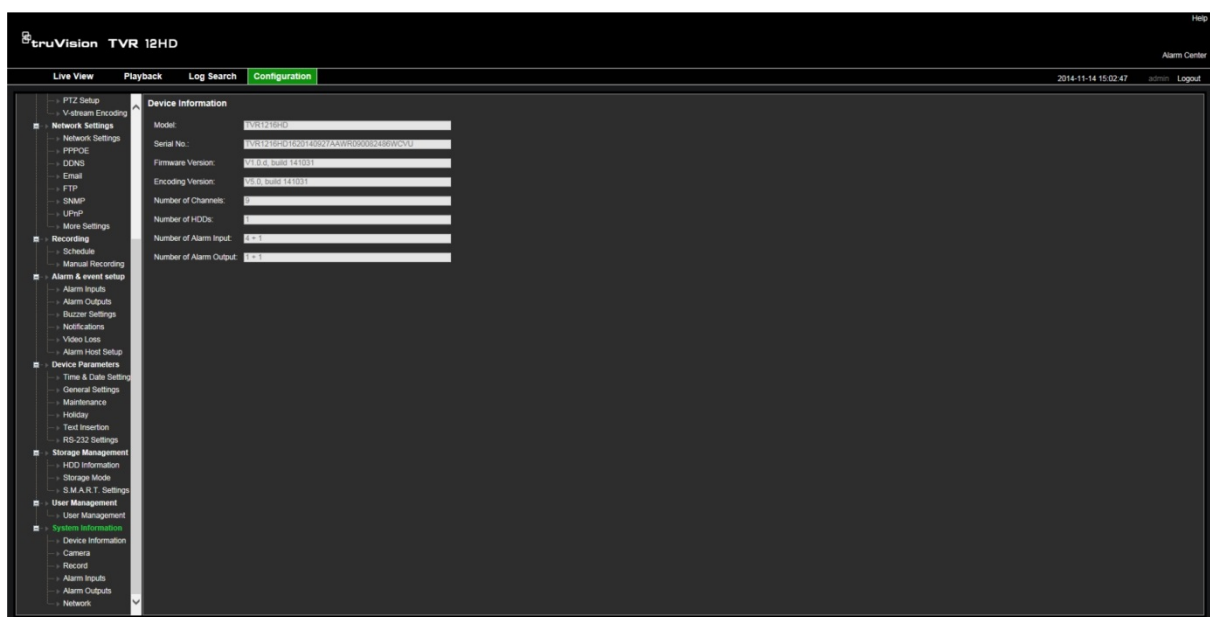 Help
truVision TVR 12HD
Alarm Center
Live View Playback Log Search Configuration 2014-11-14 15:02:47 admin Logout
PTZ Setup
V-stream Encoding
Network Settings
Network Settings
PPPOE
DDNS
Email
FTP
SNMP
UPnP
More Settings
Recording
Schedule
Manual Recording
Alarm & event setup
Alarm Inputs
Alarm Outputs
Buzzer Settings
Notifications
Video Loss
Alarm Host Setup
Device Parameters
Time & Date Setting
General Settings
Maintenance
Holiday
Text Insertion
RS-232 Settings
Storage Management
HDD Information
Storage Mode
S.M.A.R.T. Settings
User Management
User Management
System Information
Device Information
Camera
Record
Alarm Inputs
Alarm Outputs
Network
Device Information
Model: TVR1216HD
Serial No.: TVR1216HD1620140927AAWR090062486WCVU
Firmware Version: V1.0.d, build 141031
Encoding Version: V5.0, build 141031
Number of Channels: 9
Number of HDDs: 1
Number of Alarm Input: 4 + 1
Number of Alarm Output: 1 + 1